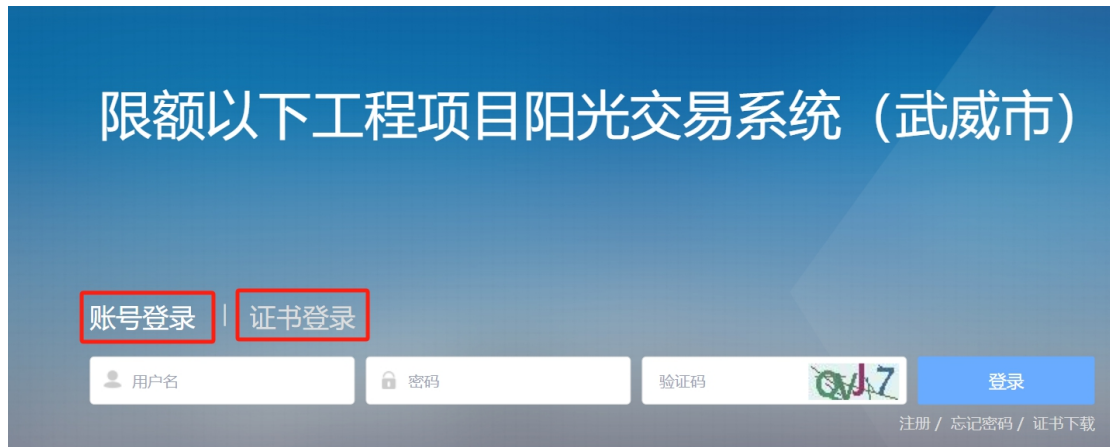 限额以下工程项目阳光交易系统（武威市）
账号登录 | 证书登录
用户名 密码 验证码 QVJ7 登录
注册 / 忘记密码 / 证书下载